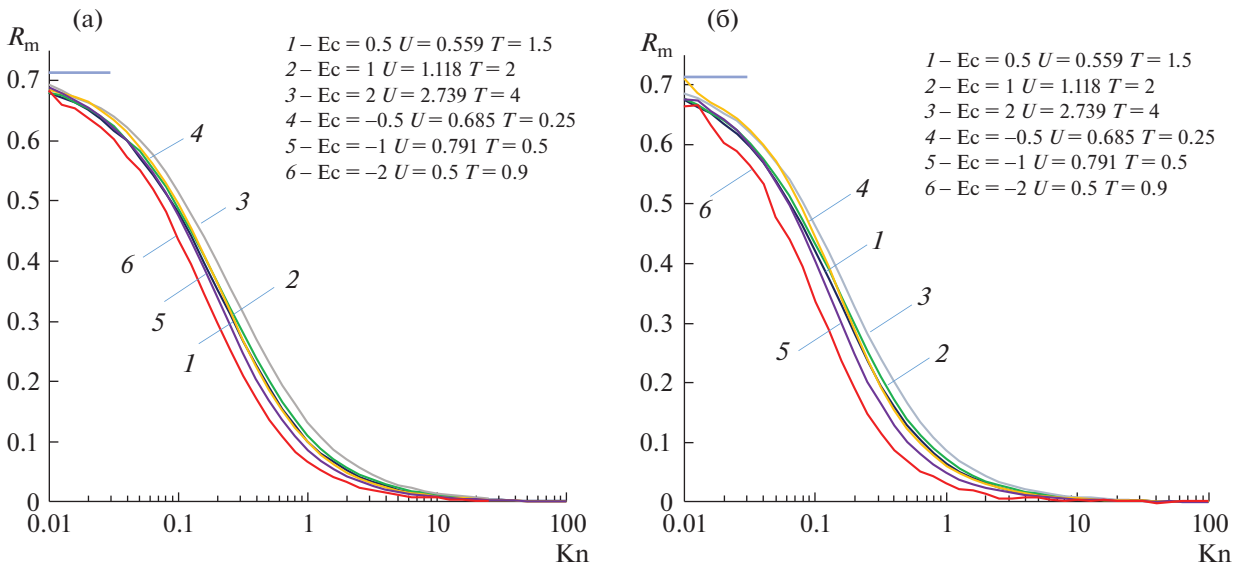 (а)
R_m
1 – Ec = 0.5 U = 0.559 T = 1.5
2 – Ec = 1 U = 1.118 T = 2
3 – Ec = 2 U = 2.739 T = 4
4 – Ec = –0.5 U = 0.685 T = 0.25
5 – Ec = –1 U = 0.791 T = 0.5
6 – Ec = –2 U = 0.5 T = 0.9
0.7
0.6
0.5
0.4
0.3
0.2
0.1
0
4
3
6
2
5
1
0.01 0.1 1 10 100
Kn
(б)
R_m
1 – Ec = 0.5 U = 0.559 T = 1.5
2 – Ec = 1 U = 1.118 T = 2
3 – Ec = 2 U = 2.739 T = 4
4 – Ec = –0.5 U = 0.685 T = 0.25
5 – Ec = –1 U = 0.791 T = 0.5
6 – Ec = –2 U = 0.5 T = 0.9
0.7
0.6
0.5
0.4
0.3
0.2
0.1
0
4
6
1
3
5
2
0.01 0.1 1 10 100
Kn